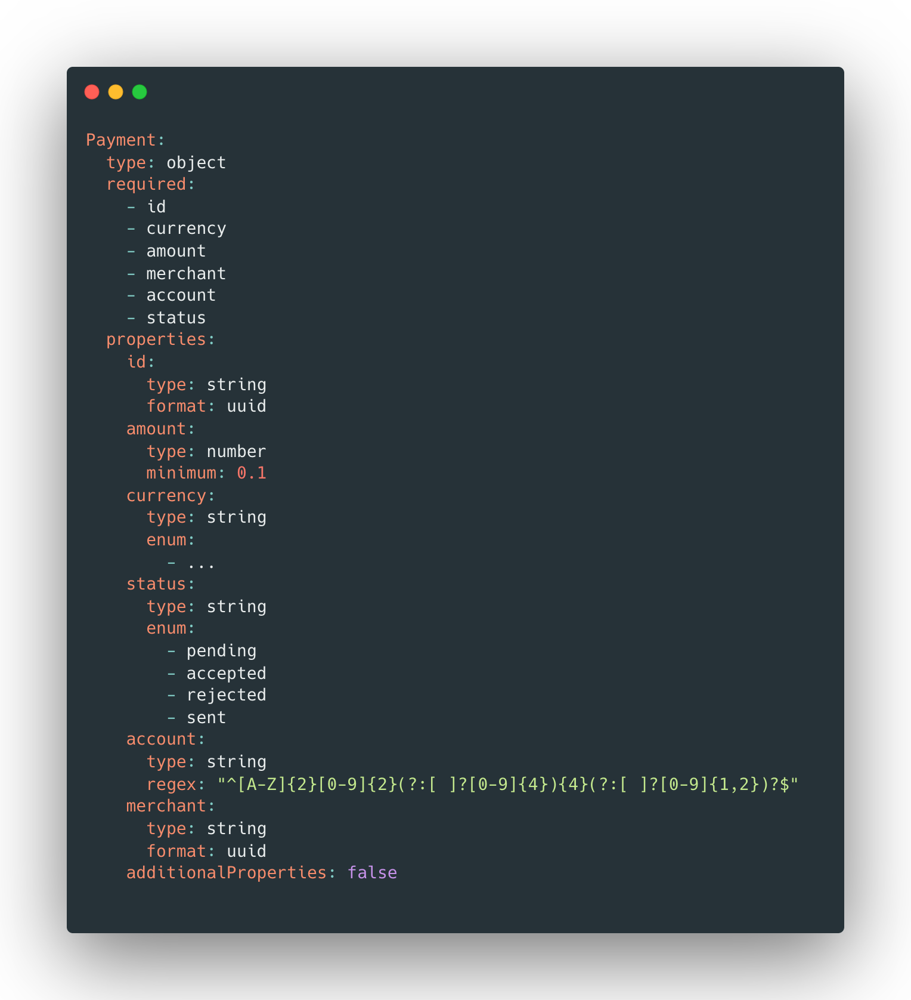 Payment:
  type: object
  required:
    - id
    - currency
    - amount
    - merchant
    - account
    - status
  properties:
    id:
      type: string
      format: uuid
    amount:
      type: number
      minimum: 0.1
    currency:
      type: string
      enum:
        - ...
    status:
      type: string
      enum:
        - pending
        - accepted
        - rejected
        - sent
    account:
      type: string
      regex: "^[A-Z]{2}[0-9]{2}(?:[ ]?[0-9]{4}){4}(?:[ ]?[0-9]{1,2})?$"
    merchant:
      type: string
      format: uuid
    additionalProperties: false